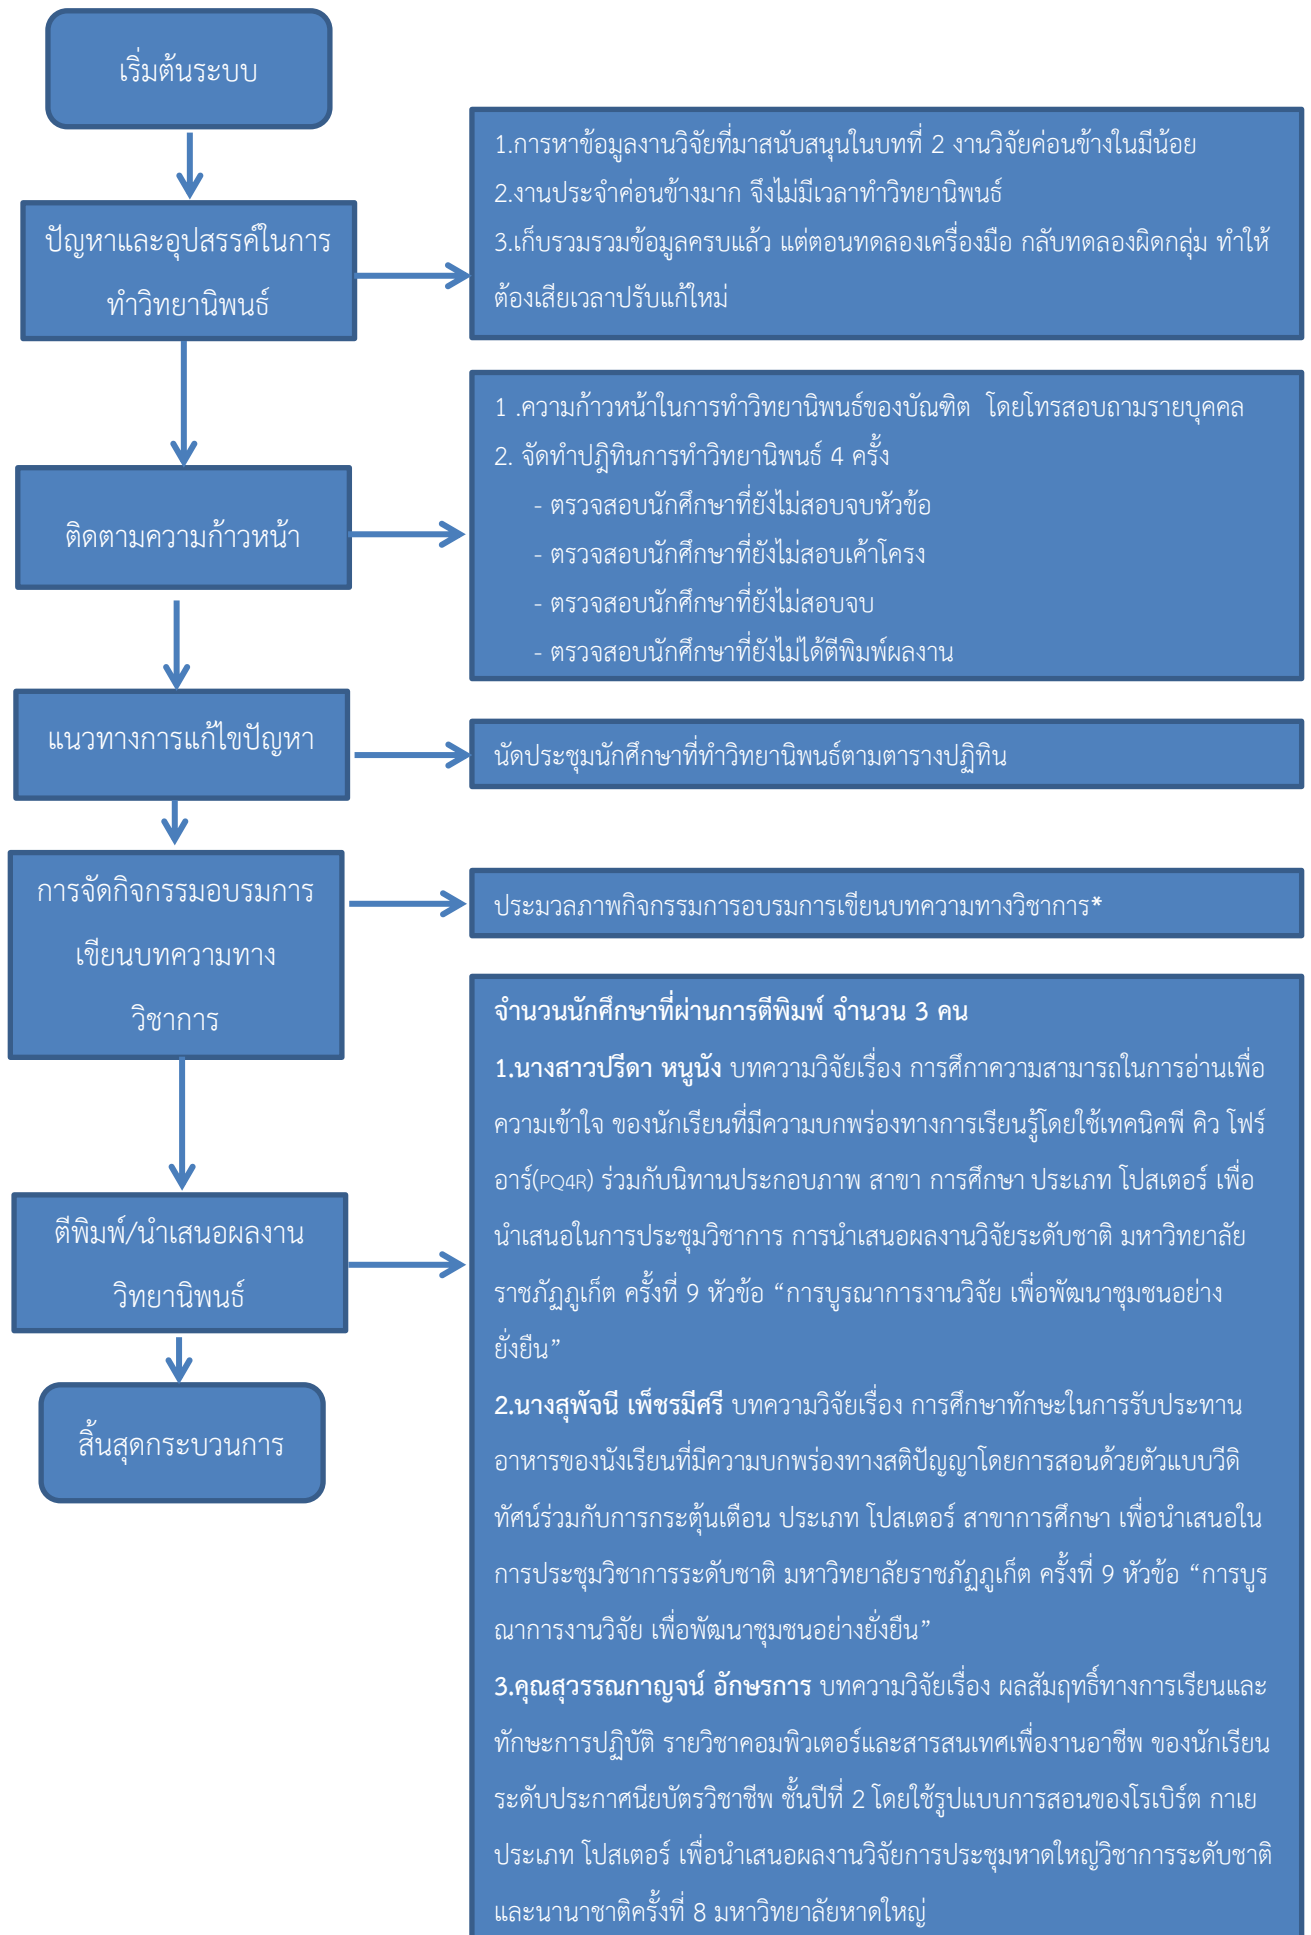 เริ่มต้นระบบ
ปัญหาและอุปสรรคในการ
ทำวิทยานิพนธ์
1.การหาข้อมูลงานวิจัยที่มาสนับสนุนในบทที่ 2 งานวิจัยค่อนข้างในมีน้อย
2.งานประจำค่อนข้างมาก จึงไม่มีเวลาทำวิทยานิพนธ์
3.เก็บรวมรวมข้อมูลครบแล้ว แต่ตอนทดลองเครื่องมือ กลับทดลองผิดกลุ่ม ทำให้
ต้องเสียเวลาปรับแก้ใหม่
ติดตามความก้าวหน้า
1 .ความก้าวหน้าในการทำวิทยานิพนธ์ของบัณฑิต โดยโทรสอบถามรายบุคคล
2. จัดทำปฎิทินการทำวิทยานิพนธ์ 4 ครั้ง
- ตรวจสอบนักศึกษาที่ยังไม่สอบจบหัวข้อ
- ตรวจสอบนักศึกษาที่ยังไม่สอบเค้าโครง
- ตรวจสอบนักศึกษาที่ยังไม่สอบจบ
- ตรวจสอบนักศึกษาที่ยังไม่ได้ตีพิมพ์ผลงาน
แนวทางการแก้ไขปัญหา
นัดประชุมนักศึกษาที่ทำวิทยานิพนธ์ตามตารางปฏิทิน
การจัดกิจกรรมอบรมการ
เขียนบทความทาง
วิชาการ
ประมวลภาพกิจกรรมการอบรมการเขียนบทความทางวิชาการ*
ตีพิมพ์/นำเสนอผลงาน
วิทยานิพนธ์
จำนวนนักศึกษาที่ผ่านการตีพิมพ์ จำนวน 3 คน
1.นางสาวปรีดา หนูนัง บทความวิจัยเรื่อง การศึกาความสามารถในการอ่านเพื่อ
ความเข้าใจ ของนักเรียนที่มีความบกพร่องทางการเรียนรู้โดยใช้เทคนิคพี คิว โฟร์
อาร์(PQ4R) ร่วมกับนิทานประกอบภาพ สาขา การศึกษา ประเภท โปสเตอร์ เพื่อ
นำเสนอในการประชุมวิชาการ การนำเสนอผลงานวิจัยระดับชาติ มหาวิทยาลัย
ราชภัฏภูเก็ต ครั้งที่ 9 หัวข้อ “การบูรณาการงานวิจัย เพื่อพัฒนาชุมชนอย่าง
ยั่งยืน”
2.นางสุพัจนี เพ็ชรมีศรี บทความวิจัยเรื่อง การศึกษาทักษะในการรับประทาน
อาหารของนังเรียนที่มีความบกพร่องทางสติปัญญาโดยการสอนด้วยตัวแบบวีดิ
ทัศน์ร่วมกับการกระตุ้นเตือน ประเภท โปสเตอร์ สาขาการศึกษา เพื่อนำเสนอใน
การประชุมวิชาการระดับชาติ มหาวิทยาลัยราชภัฏภูเก็ต ครั้งที่ 9 หัวข้อ “การบูร
ณาการงานวิจัย เพื่อพัฒนาชุมชนอย่างยั่งยืน”
3.คุณสุวรรณกาญจน์ อักษรการ บทความวิจัยเรื่อง ผลสัมฤทธิ์ทางการเรียนและ
ทักษะการปฏิบัติ รายวิชาคอมพิวเตอร์และสารสนเทศเพื่องานอาชีพ ของนักเรียน
ระดับประกาศนียบัตรวิชาชีพ ชั้นปีที่ 2 โดยใช้รูปแบบการสอนของโรเบิร์ต กาเย
ประเภท โปสเตอร์ เพื่อนำเสนอผลงานวิจัยการประชุมหาดใหญ่วิชาการระดับชาติ
และนานาชาติครั้งที่ 8 มหาวิทยาลัยหาดใหญ่
สิ้นสุดกระบวนการ